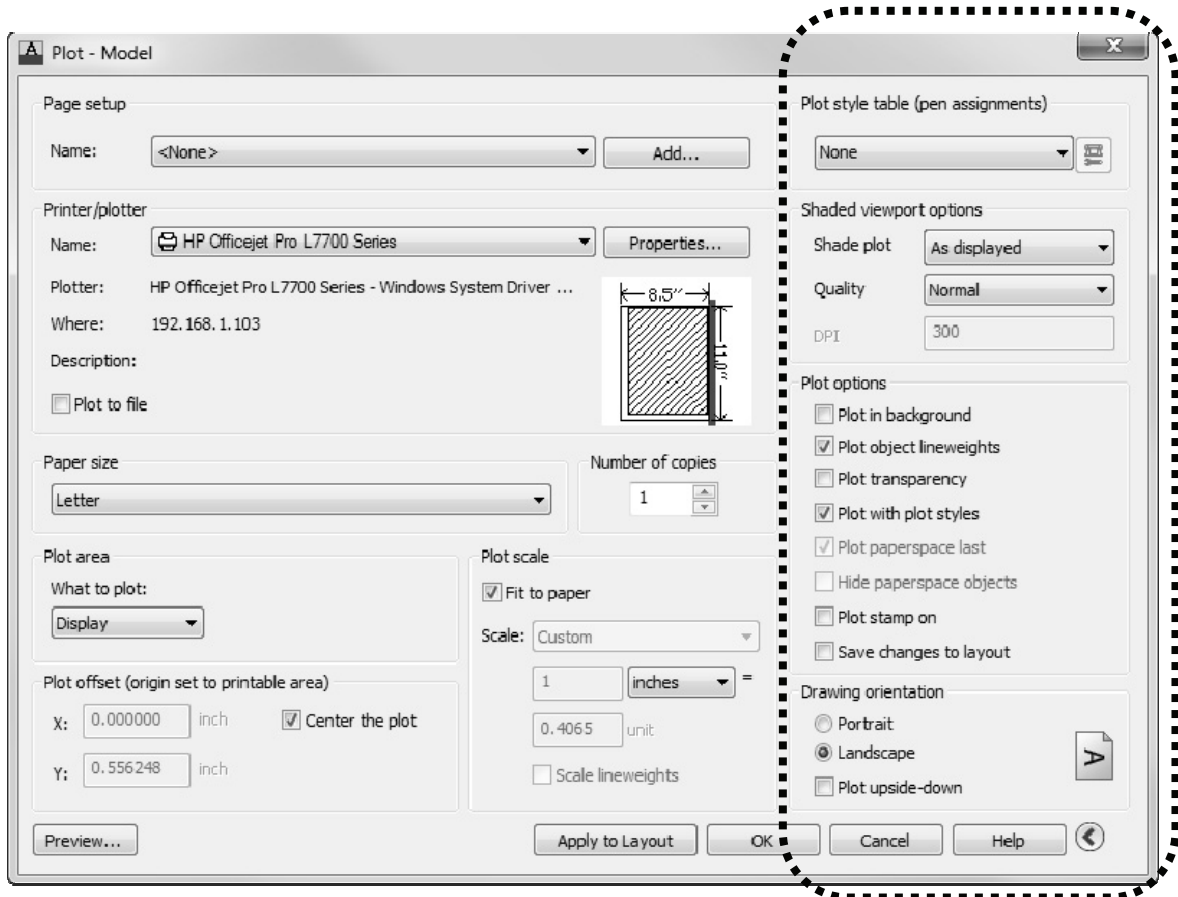 Plot - Model
Page setup
Name: <None> Add...
Printer/plotter
Name: HP Officejet Pro L7700 Series Properties...
Plotter: HP Officejet Pro L7700 Series - Windows System Driver ...
Where: 192.168.1.103
Description:
Plot to file
8.5″
11.0″
Paper size
Letter
Number of copies
1
Plot area
What to plot:
Display
Plot scale
Fit to paper
Scale: Custom
1 inches =
0.4065 unit
Scale lineweights
Plot offset (origin set to printable area)
X: 0.000000 inch Center the plot
Y: 0.556248 inch
Plot style table (pen assignments)
None
Shaded viewport options
Shade plot As displayed
Quality Normal
DPI 300
Plot options
Plot in background
Plot object lineweights
Plot transparency
Plot with plot styles
Plot paperspace last
Hide paperspace objects
Plot stamp on
Save changes to layout
Drawing orientation
Portrait
Landscape
Plot upside-down
A
Preview... Apply to Layout OK Cancel Help